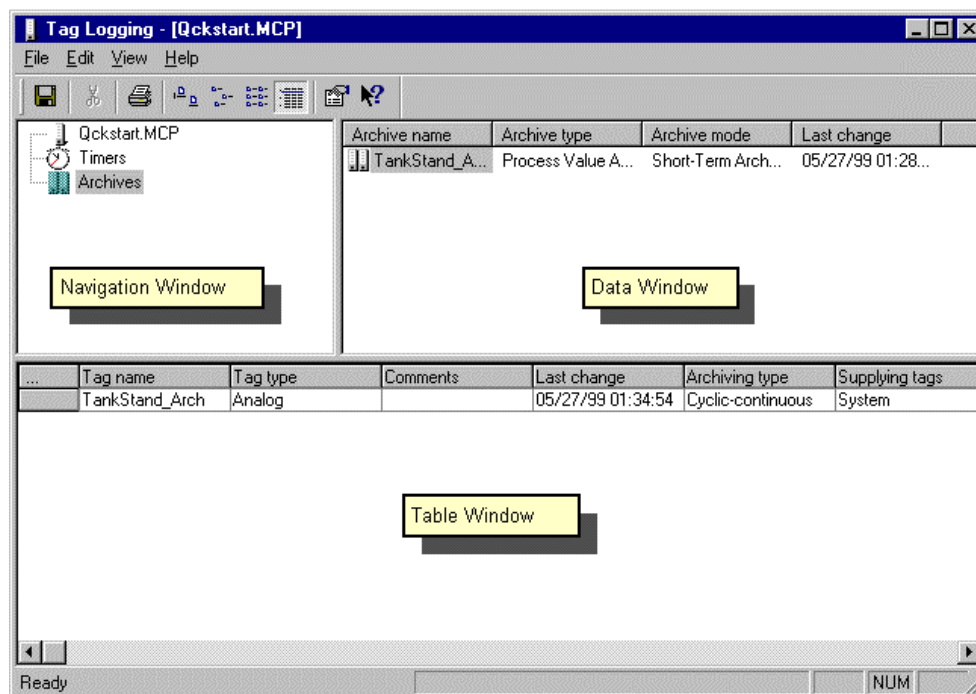 Tag Logging - [Qckstart.MCP]
File Edit View Help
Qckstart.MCP
Timers
Archives
Navigation Window
Archive name Archive type Archive mode Last change
TankStand_A... Process Value A... Short-Term Arch... 05/27/99 01:28...
Data Window
... Tag name Tag type Comments Last change Archiving type Supplying tags
TankStand_Arch Analog 05/27/99 01:34:54 Cyclic-continuous System
Table Window
Ready NUM